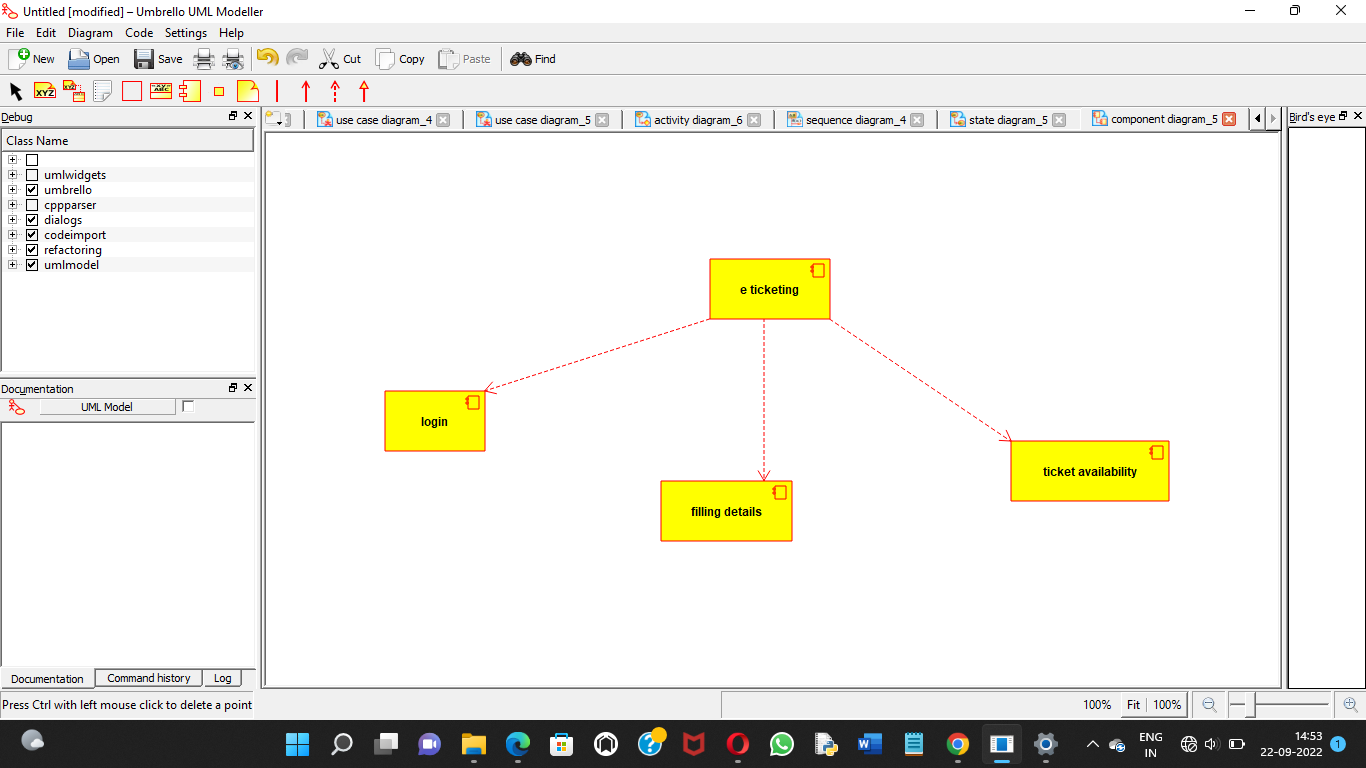 Untitled [modified] – Umbrello UML Modeller
File Edit Diagram Code Settings Help
New Open Save Cut Copy Paste Find
XYZ
Debug
Class Name
umlwidgets
umbrello
cppparser
dialogs
codeimport
refactoring
umlmodel
Documentation
UML Model
Documentation Command history Log
use case diagram_4 use case diagram_5 activity diagram_6 sequence diagram_4 state diagram_5 component diagram_5
Bird's eye
e ticketing
login
filling details
ticket availability
Press Ctrl with left mouse click to delete a point
100% Fit 100%
ENG
IN
14:53
22-09-2022
1